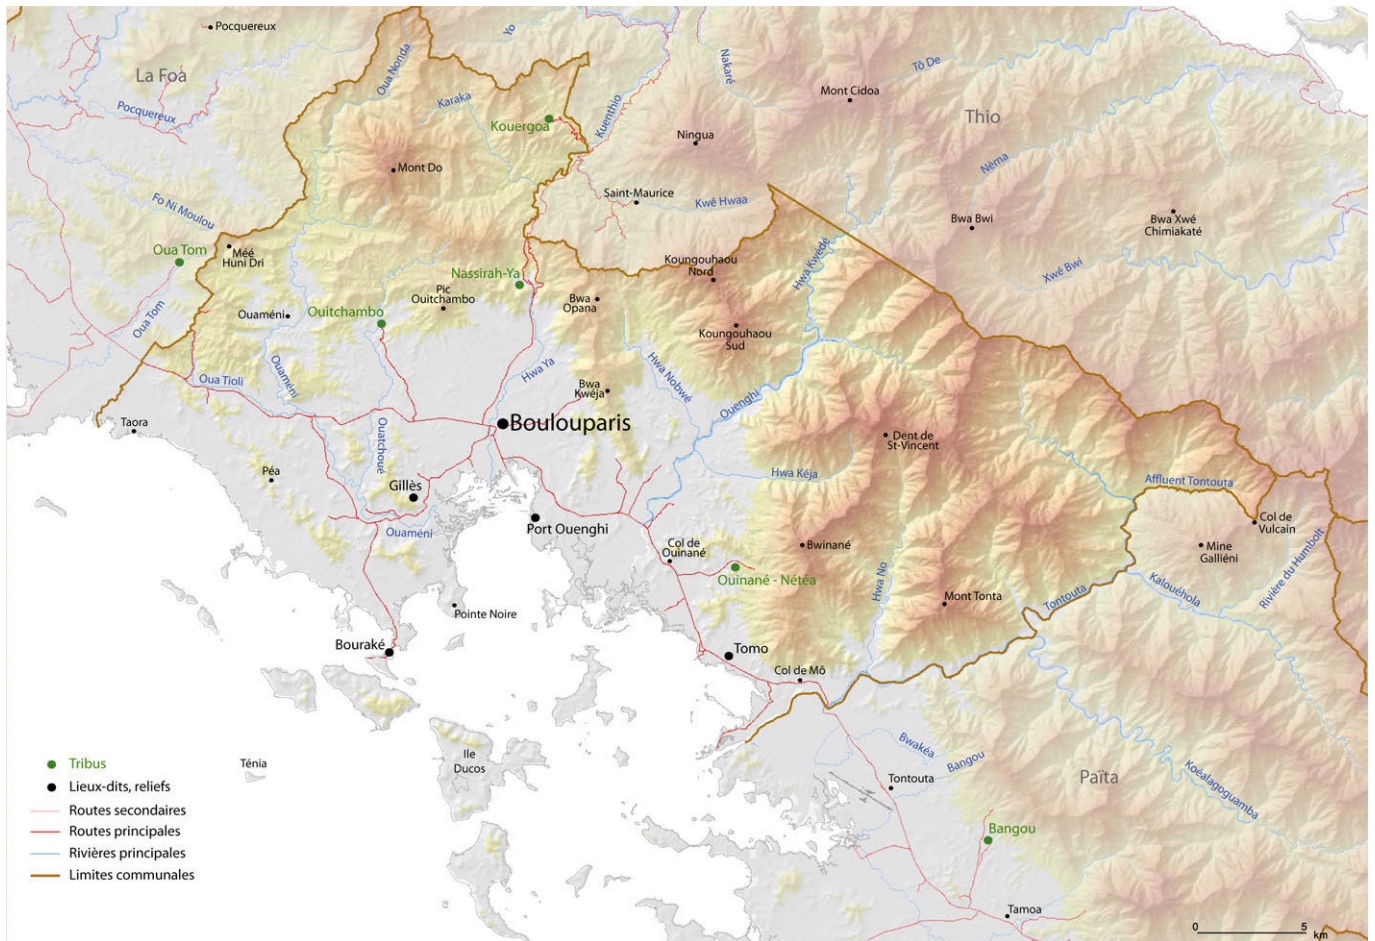 Pocquereux
La Foa
Oua Nonda
Yo
Nakaré
Tô De
Mont Cidoa
Thio
Karaka
Kouergoa
Kuenthio
Pocquereux
Ningua
Nèma
Mont Do
Saint-Maurice
Kwê Hwaa
Fo Ni Moulou
Bwa Bwi
Bwa Xwé
Chimiakaté
Oua Tom
Méé
Huni Dri
Nassirah-Ya
Koungouhaou
Nord
Hwa Kwédé
Xwê Bwi
Pic
Ouitchambo
Bwa
Opana
Oua Tom
Ouaméni
Ouitchambo
Koungouhaou
Sud
Oua Tioli
Ouaméni
Hwa Ya
Hwa Nobwé
Bwa
Kwéja
Ouenghi
Taora
Boulouparis
Ouatchoué
Dent de
St-Vincent
Péa
Gillès
Hwa Kéja
Affluent Tontouta
Port Ouenghi
Ouaméni
Col de
Ouinané
Bwinané
Col de
Vulcain
Mine
Galliéni
Ouinané - Nétéa
Hwa No
Kalouéhola
Rivière du Humbolt
Mont Tonta
Tontouta
Pointe Noire
Bouraké
Tomo
Col de Mô
Ile
Ducos
Ténia
Bwakéa
Bangou
Tontouta
Païta
Koéalagoguamba
Bangou
Tamoa
Tribus
Lieux-dits, reliefs
Routes secondaires
Routes principales
Rivières principales
Limites communales
0 5
km